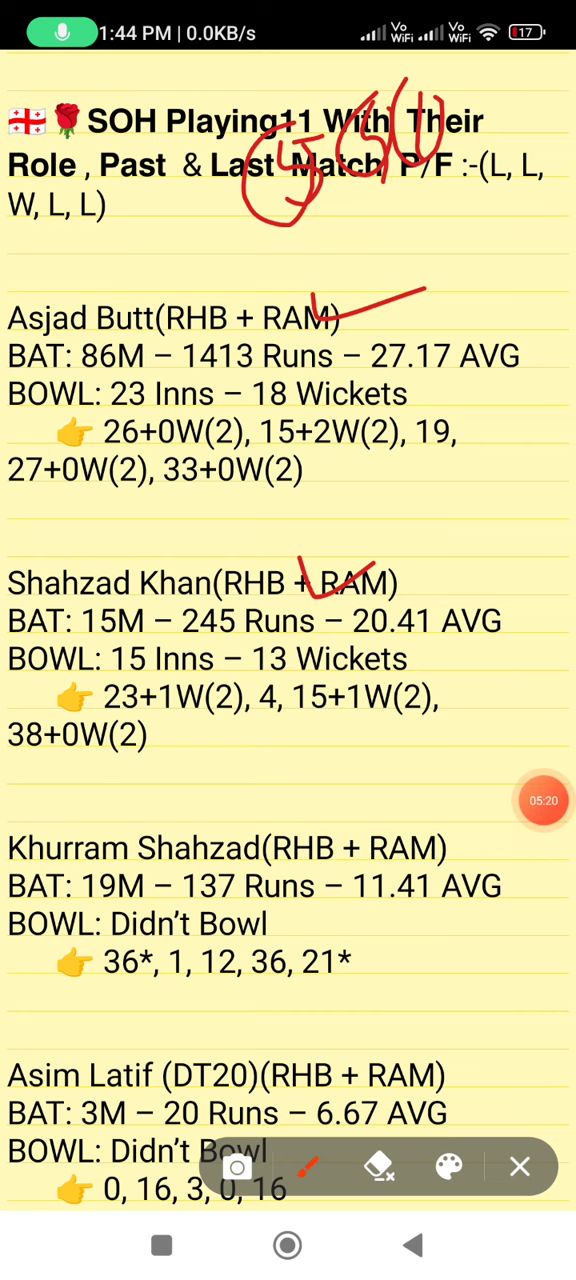 1:44 PM | 0.0KB/s Vo WiFi Vo WiFi 17
🇬🇪🌹 SOH Playing11 With Their
Role , Past & Last Match P/F :-(L, L,
W, L, L)
Asjad Butt(RHB + RAM)
BAT: 86M – 1413 Runs – 27.17 AVG
BOWL: 23 Inns – 18 Wickets
👉 26+0W(2), 15+2W(2), 19,
27+0W(2), 33+0W(2)
Shahzad Khan(RHB + RAM)
BAT: 15M – 245 Runs – 20.41 AVG
BOWL: 15 Inns – 13 Wickets
👉 23+1W(2), 4, 15+1W(2),
38+0W(2)
05:20
Khurram Shahzad(RHB + RAM)
BAT: 19M – 137 Runs – 11.41 AVG
BOWL: Didn’t Bowl
👉 36*, 1, 12, 36, 21*
Asim Latif (DT20)(RHB + RAM)
BAT: 3M – 20 Runs – 6.67 AVG
BOWL: Didn’t Bowl
👉 0, 16, 3, 0, 16